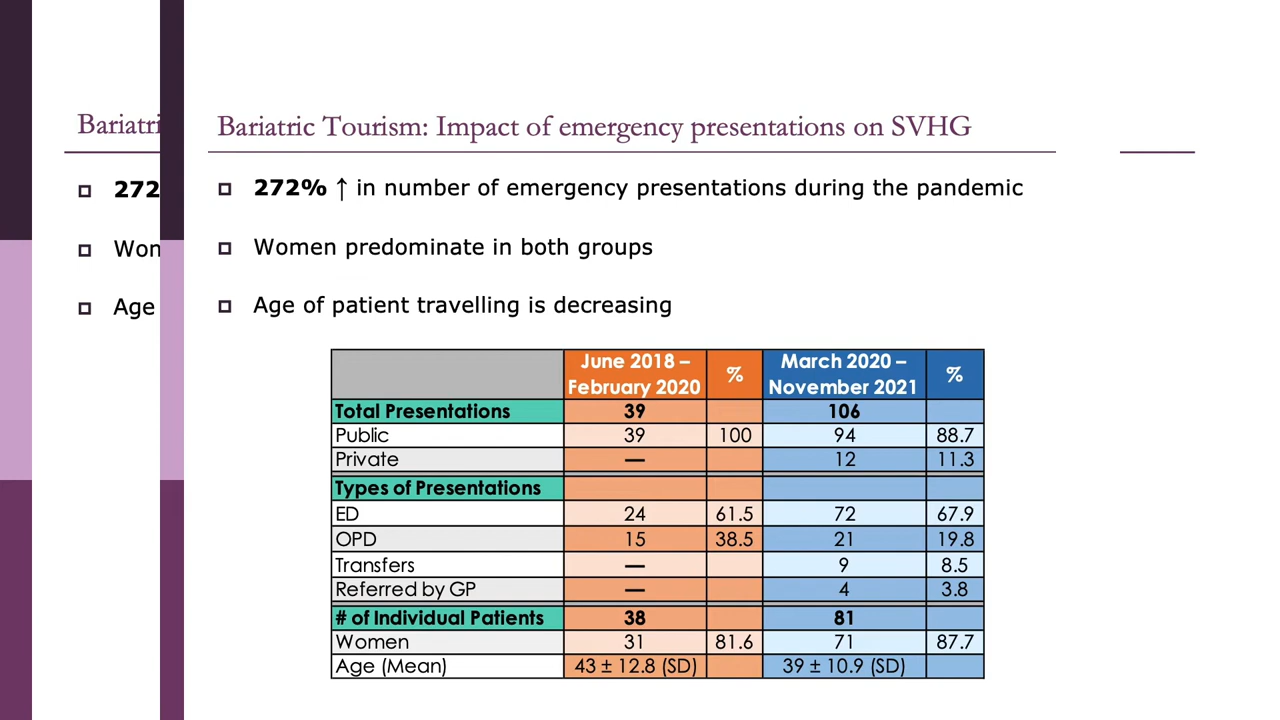 Bariatri
272
Won
Age
Bariatric Tourism: Impact of emergency presentations on SVHG
272% ↑ in number of emergency presentations during the pandemic
Women predominate in both groups
Age of patient travelling is decreasing
June 2018 – February 2020 % March 2020 – November 2021 %
Total Presentations 39 106
Public 39 100 94 88.7
Private — 12 11.3
Types of Presentations
ED 24 61.5 72 67.9
OPD 15 38.5 21 19.8
Transfers — 9 8.5
Referred by GP — 4 3.8
# of Individual Patients 38 81
Women 31 81.6 71 87.7
Age (Mean) 43 ± 12.8 (SD) 39 ± 10.9 (SD)